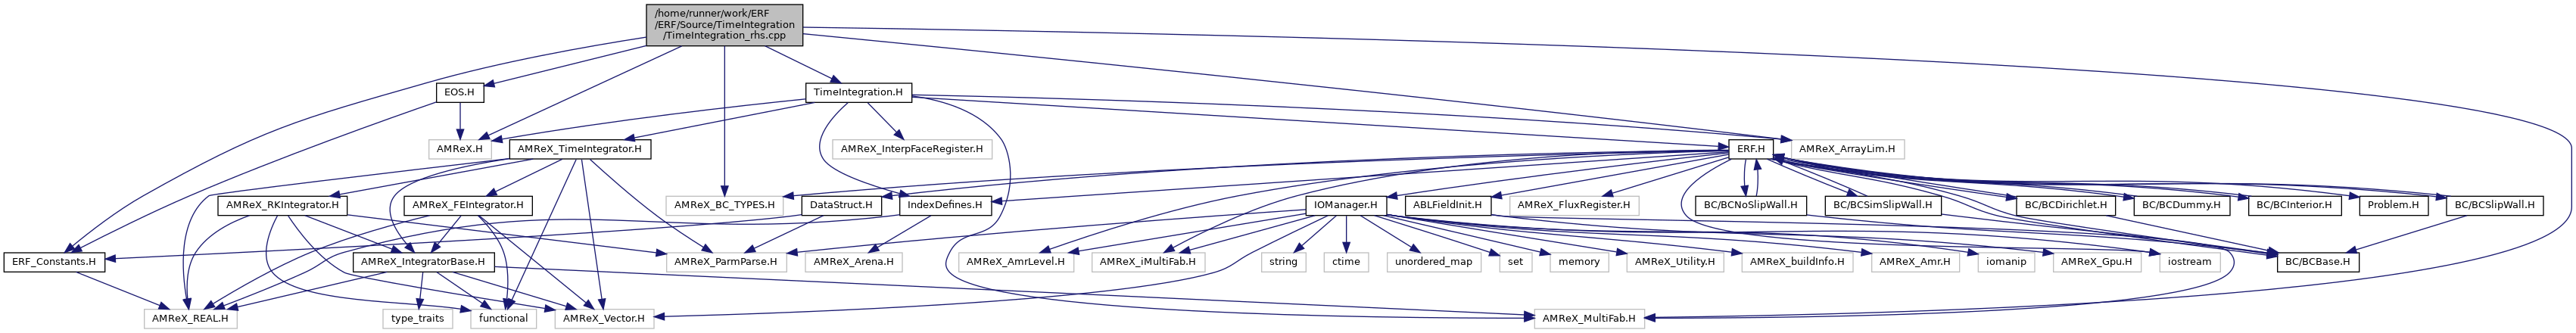 /home/runner/work/ERF
/ERF/Source/TimeIntegration
/TimeIntegration_rhs.cpp
EOS.H
TimeIntegration.H
AMReX.H
AMReX_TimeIntegrator.H
AMReX_InterpFaceRegister.H
ERF.H
AMReX_ArrayLim.H
AMReX_RKIntegrator.H
AMReX_FEIntegrator.H
AMReX_BC_TYPES.H
DataStruct.H
IndexDefines.H
IOManager.H
ABLFieldInit.H
AMReX_FluxRegister.H
BC/BCNoSlipWall.H
BC/BCSimSlipWall.H
BC/BCDirichlet.H
BC/BCDummy.H
BC/BCInterior.H
Problem.H
BC/BCSlipWall.H
ERF_Constants.H
AMReX_IntegratorBase.H
AMReX_ParmParse.H
AMReX_Arena.H
AMReX_AmrLevel.H
AMReX_iMultiFab.H
string
ctime
unordered_map
set
memory
AMReX_Utility.H
AMReX_buildInfo.H
AMReX_Amr.H
iomanip
AMReX_Gpu.H
iostream
BC/BCBase.H
AMReX_REAL.H
type_traits
functional
AMReX_Vector.H
AMReX_MultiFab.H